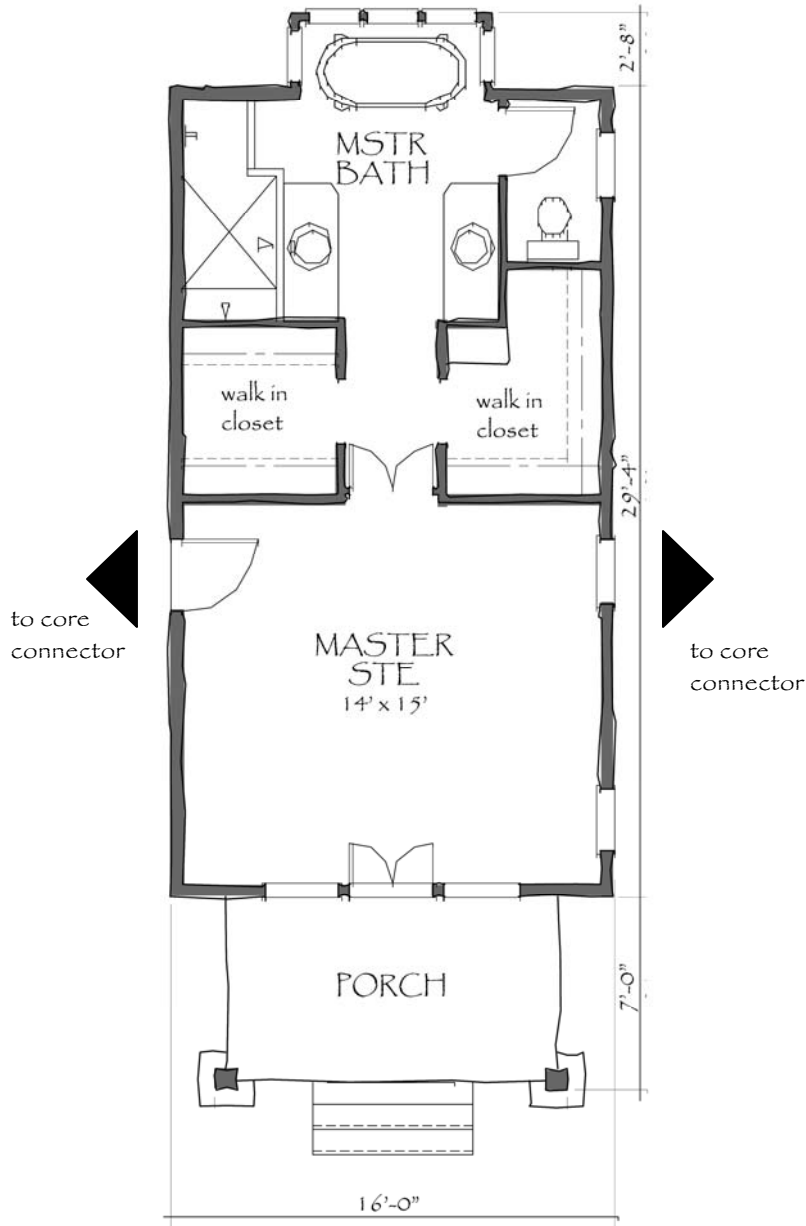 2'-8"
MSTR
BATH
walk in
closet
walk in
closet
29'-4"
to core
connector
MASTER
STE
14' x 15'
to core
connector
PORCH
7'-0"
16'-0"